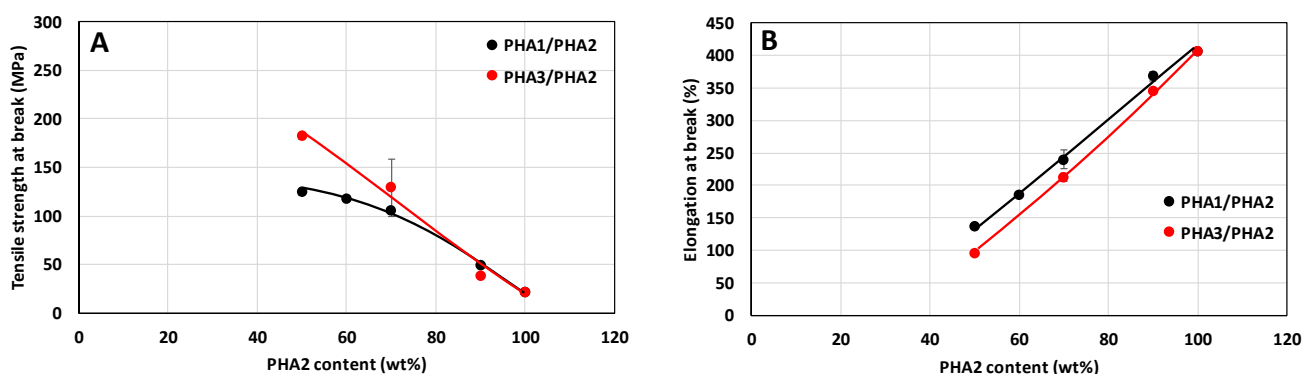 A
PHA1/PHA2
PHA3/PHA2
Tensile strength at break (MPa)
300
250
200
150
100
50
0
0 20 40 60 80 100 120
PHA2 content (wt%)
B
PHA1/PHA2
PHA3/PHA2
Elongation at break (%)
450
400
350
300
250
200
150
100
50
0
0 20 40 60 80 100 120
PHA2 content (wt%)